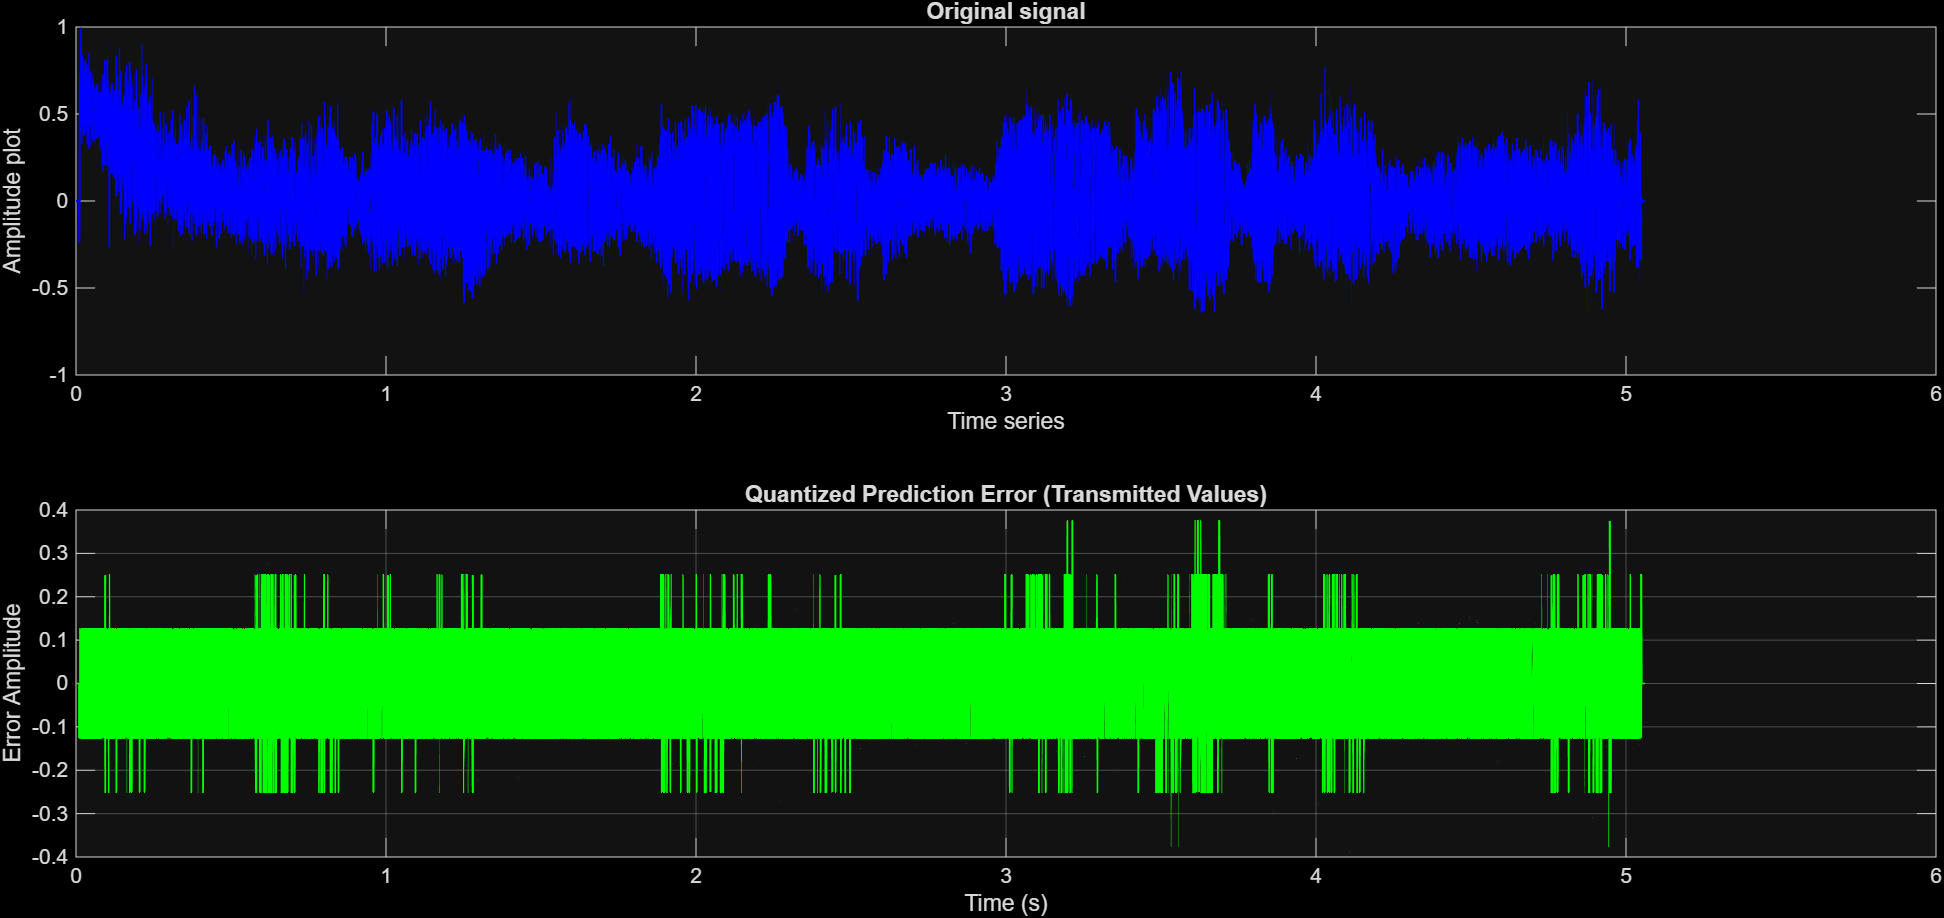 Original signal
1
0.5
0
-0.5
-1
Amplitude plot
0 1 2 3 4 5 6
Time series
Quantized Prediction Error (Transmitted Values)
0.4
0.3
0.2
0.1
0
-0.1
-0.2
-0.3
-0.4
Error Amplitude
0 1 2 3 4 5 6
Time (s)